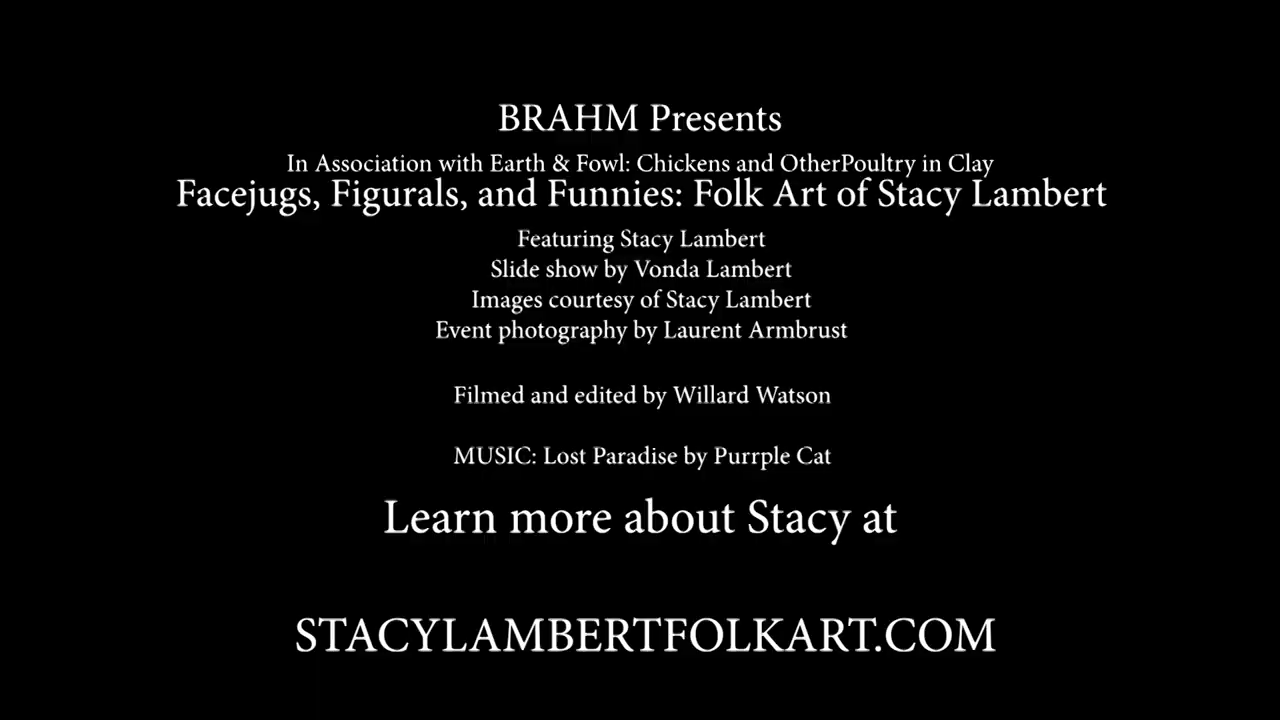 BRAHM Presents
In Association with Earth & Fowl: Chickens and OtherPoultry in Clay
Facejugs, Figurals, and Funnies: Folk Art of Stacy Lambert
Featuring Stacy Lambert
Slide show by Vonda Lambert
Images courtesy of Stacy Lambert
Event photography by Laurent Armbrust
Filmed and edited by Willard Watson
MUSIC: Lost Paradise by Purrple Cat
Learn more about Stacy at
STACYLAMBERTFOLKART.COM